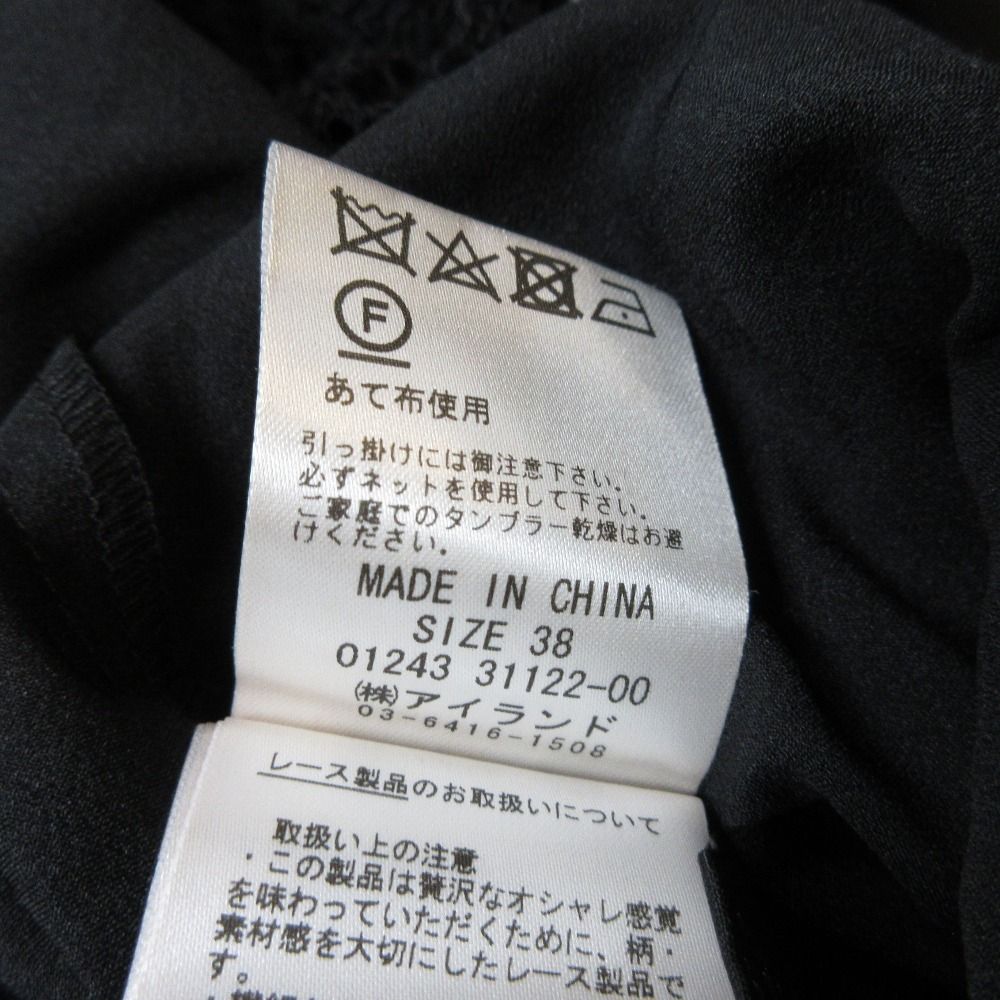 F
あて布使用
引っ掛けには御注意下さい.
必ずネットを使用して下さい.
ご家庭でのタンブラー乾燥はお避
けください.
MADE IN CHINA
SIZE 38
01243 31122-00
(株)アイランド
03-6416-1508
レース製品のお取扱いについて
取扱い上の注意
・この製品は贅沢なオシャレ感覚
を味わっていただくために、柄・
素材感を大切にしたレース製品で
す。